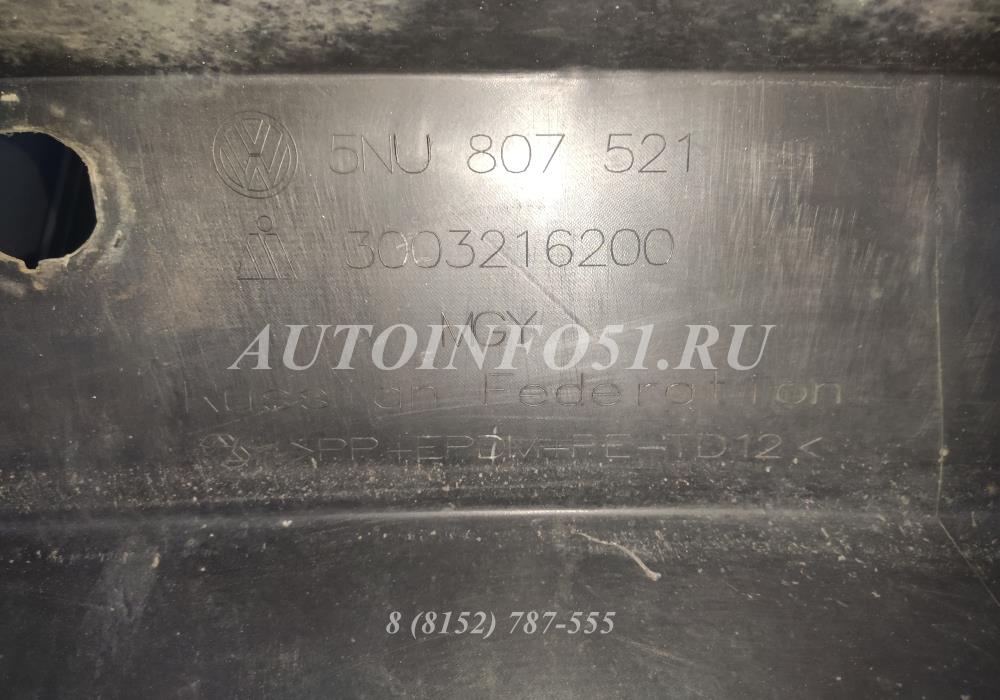 5NU 807 521
3003216200
MGY
AUTOINFO51.RU
Russian Federation
>PP+EPDM-PE-TD12<
8 (8152) 787-555